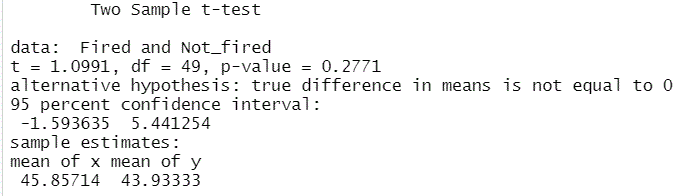 Two Sample t-test
data:  Fired and Not_fired
t = 1.0991, df = 49, p-value = 0.2771
alternative hypothesis: true difference in means is not equal to 0
95 percent confidence interval:
-1.593635  5.441254
sample estimates:
mean of x mean of y
45.85714  43.93333